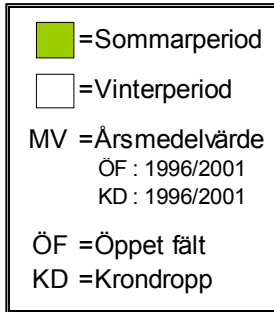 =Sommarperiod
=Vinterperiod
MV =Årsmedelvärde
ÖF : 1996/2001
KD : 1996/2001
ÖF =Öppet fält
KD =Krondropp